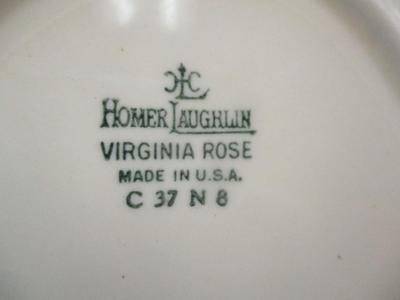 HLC
HOMER LAUGHLIN
VIRGINIA ROSE
MADE IN U.S.A.
C 37 N 8